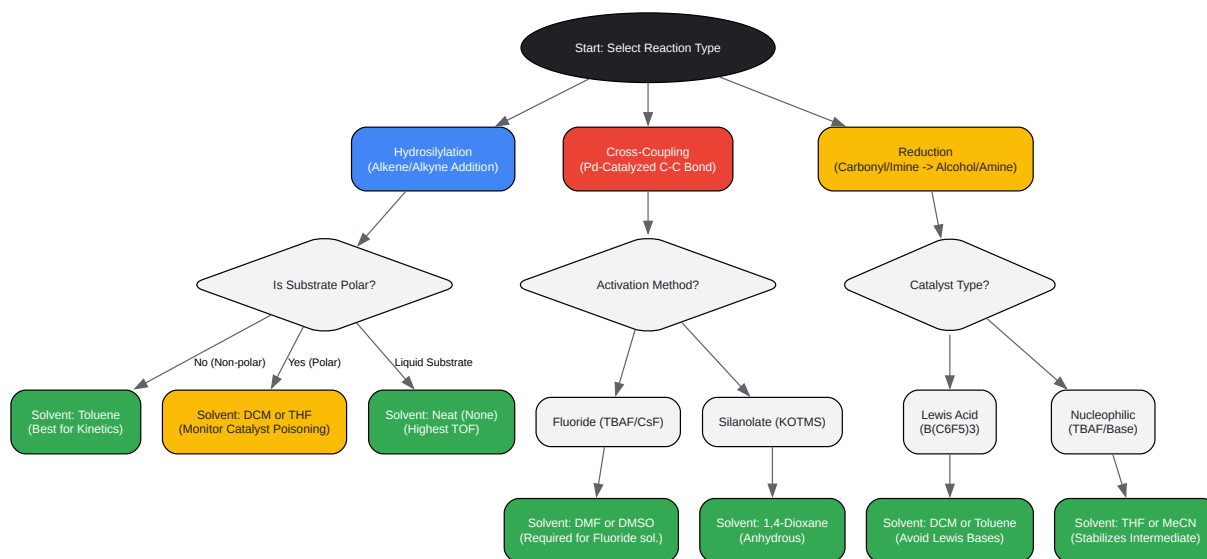 Start: Select Reaction Type
Hydrosilylation
(Alkene/Alkyne Addition)
Cross-Coupling
(Pd-Catalyzed C-C Bond)
Reduction
(Carbonyl/Imine -> Alcohol/Amine)
Is Substrate Polar?
Activation Method?
Catalyst Type?
No (Non-polar)
Yes (Polar)
Liquid Substrate
Solvent: Toluene
(Best for Kinetics)
Solvent: DCM or THF
(Monitor Catalyst Poisoning)
Solvent: Neat (None)
(Highest TOF)
Fluoride (TBAF/CsF)
Silanolate (KOTMS)
Lewis Acid
(B(C6F5)3)
Nucleophilic
(TBAF/Base)
Solvent: DMF or DMSO
(Required for Fluoride sol.)
Solvent: 1,4-Dioxane
(Anhydrous)
Solvent: DCM or Toluene
(Avoid Lewis Bases)
Solvent: THF or MeCN
(Stabilizes Intermediate)